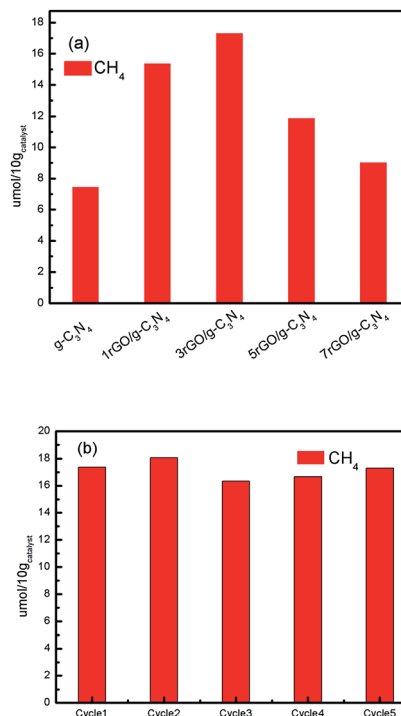 (a)
CH4
umol/10gcatalyst
18
16
14
12
10
8
6
4
2
0
g-C3N4
1rGO/g-C3N4
3rGO/g-C3N4
5rGO/g-C3N4
7rGO/g-C3N4
(b)
CH4
umol/10gcatalyst
20
18
16
14
12
10
8
6
4
2
0
Cycle1 Cycle2 Cycle3 Cycle4 Cycle5